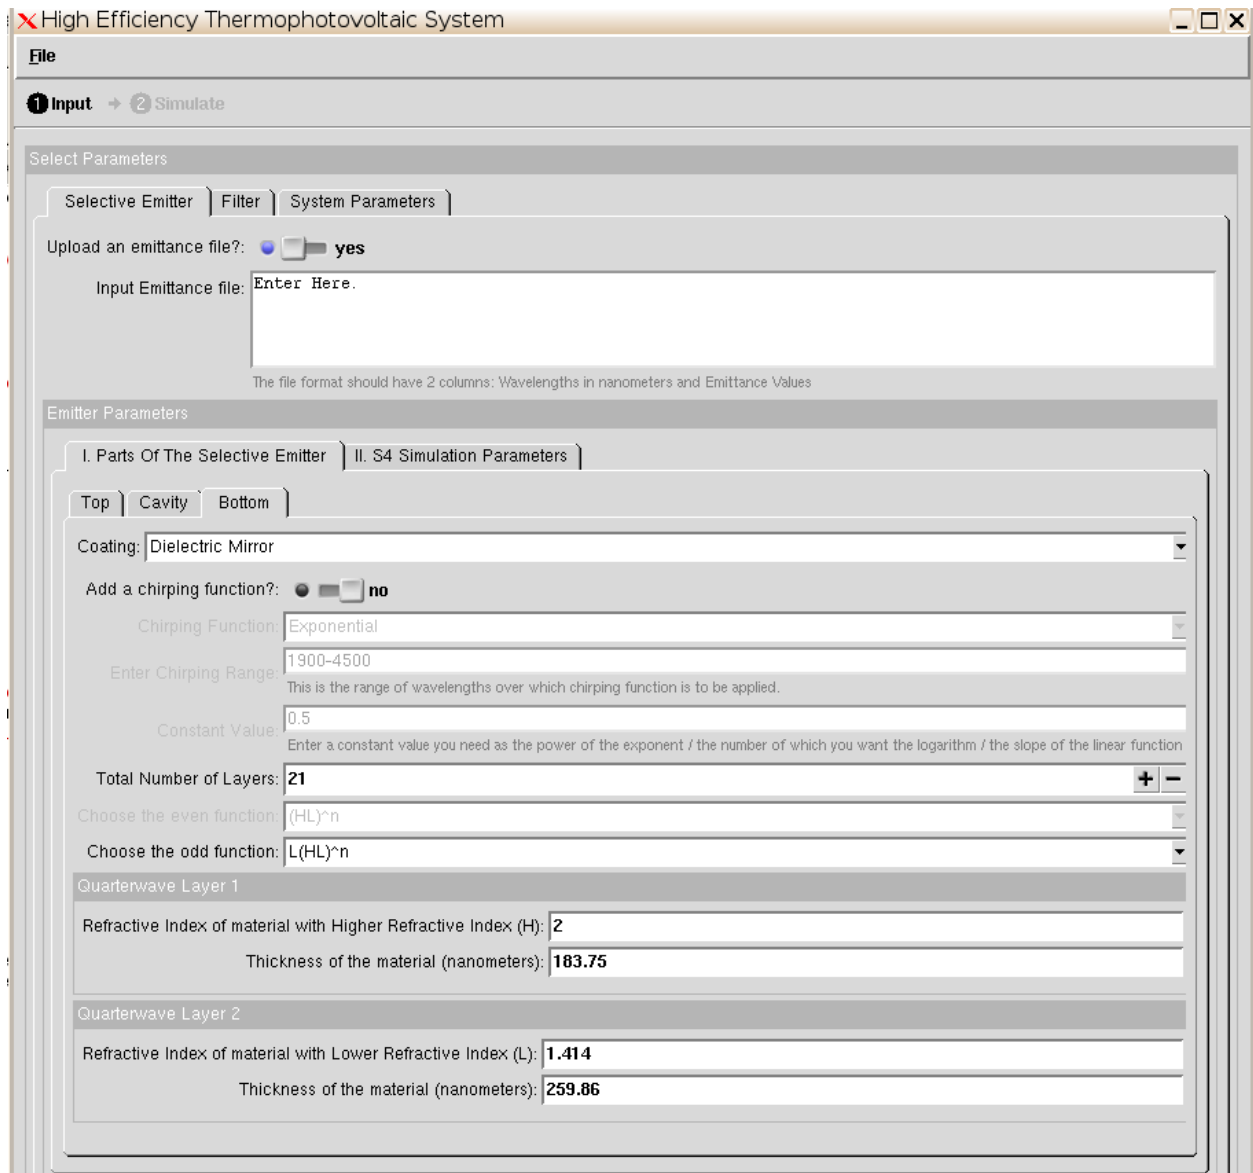 High Efficiency Thermophotovoltaic System
File
1 Input → 2 Simulate
Select Parameters
Selective Emitter Filter System Parameters
Upload an emittance file?: yes
Input Emittance file: Enter Here.
The file format should have 2 columns: Wavelengths in nanometers and Emittance Values
Emitter Parameters
I. Parts Of The Selective Emitter II. S4 Simulation Parameters
Top Cavity Bottom
Coating: Dielectric Mirror
Add a chirping function?: no
Chirping Function: Exponential
Enter Chirping Range: 1900-4500
This is the range of wavelengths over which chirping function is to be applied.
Constant Value: 0.5
Enter a constant value you need as the power of the exponent / the number of which you want the logarithm / the slope of the linear function
Total Number of Layers: 21 + −
Choose the even function: (HL)^n
Choose the odd function: L(HL)^n
Quarterwave Layer 1
Refractive Index of material with Higher Refractive Index (H): 2
Thickness of the material (nanometers): 183.75
Quarterwave Layer 2
Refractive Index of material with Lower Refractive Index (L): 1.414
Thickness of the material (nanometers): 259.86